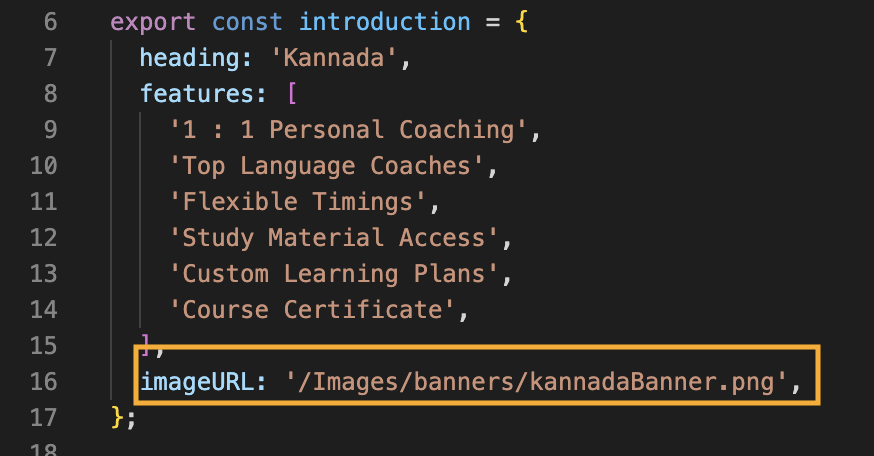 6 export const introduction = {
7 heading: 'Kannada',
8 features: [
9 '1 : 1 Personal Coaching',
10 'Top Language Coaches',
11 'Flexible Timings',
12 'Study Material Access',
13 'Custom Learning Plans',
14 'Course Certificate',
15 ],
16 imageURL: '/Images/banners/kannadaBanner.png',
17 };
18